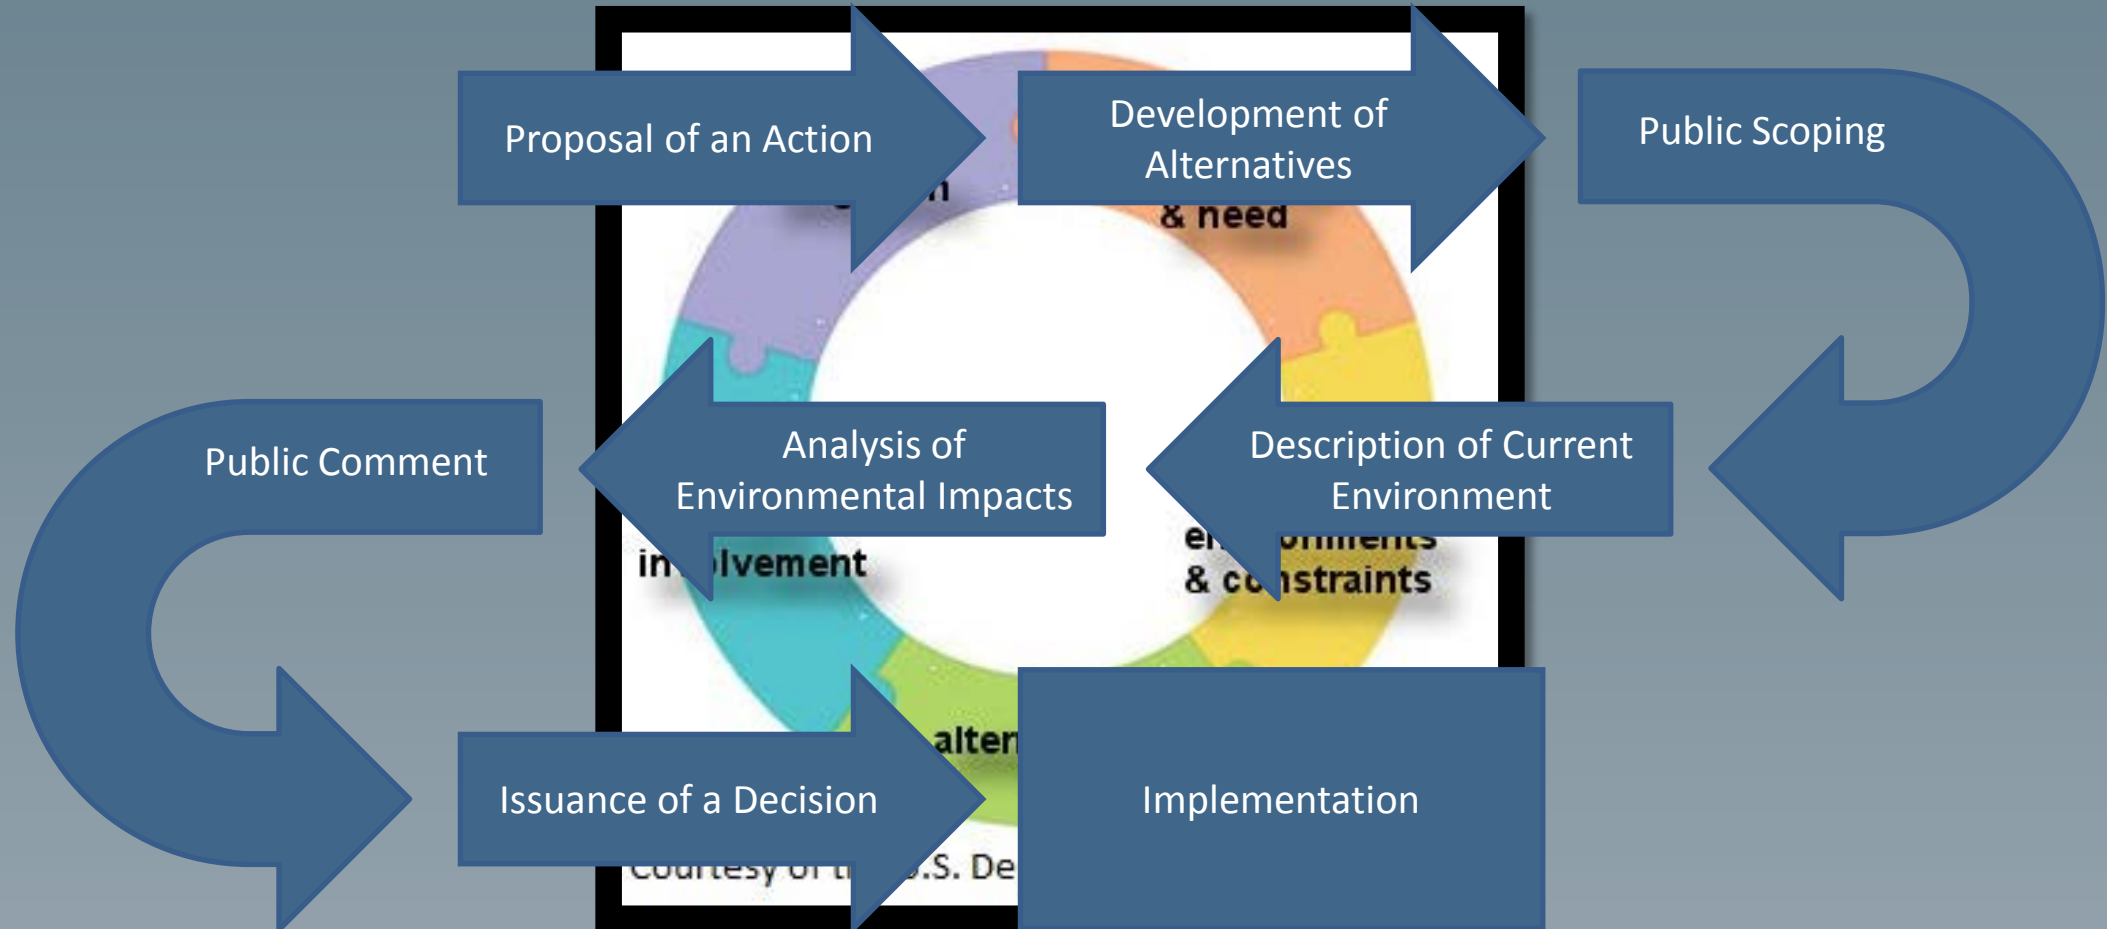 Proposal of an Action
Development of
Alternatives
Public Scoping
& need
Public Comment
Analysis of
Environmental Impacts
Description of Current
Environment
& constraints
Issuance of a Decision
Implementation